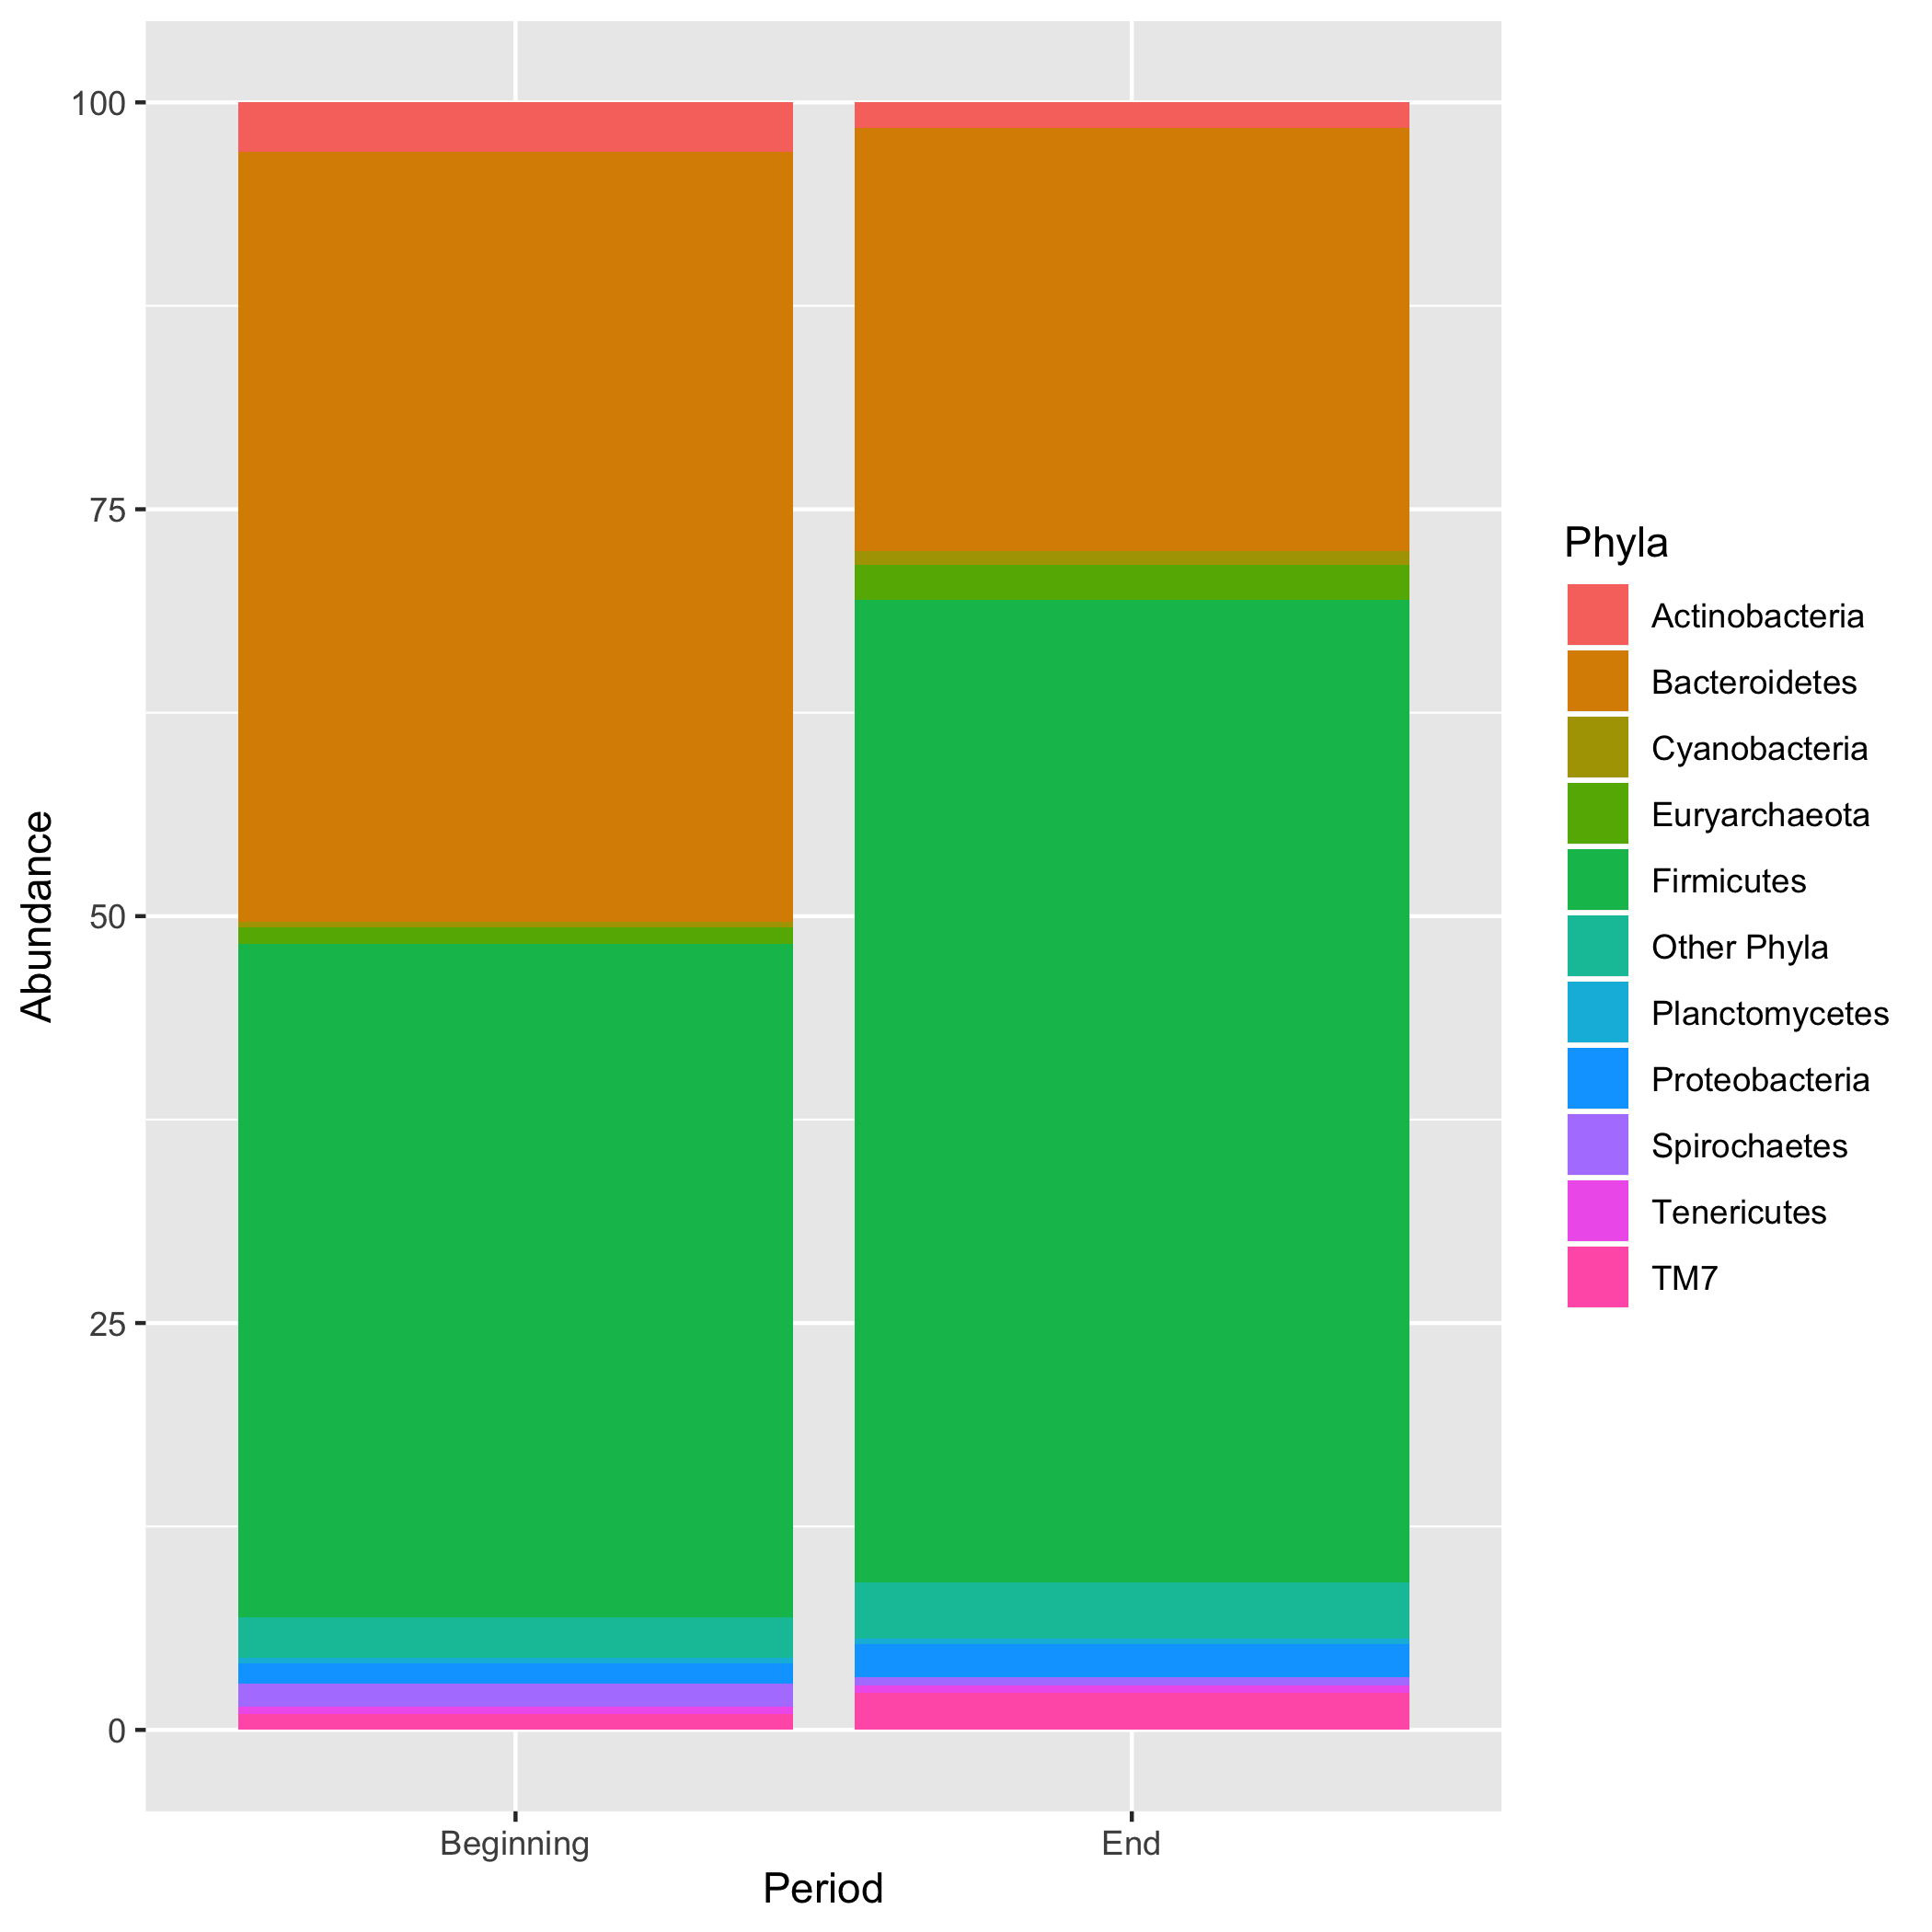 100
75
50
25
0
Abundance
Beginning
End
Period
Phyla
Actinobacteria
Bacteroidetes
Cyanobacteria
Euryarchaeota
Firmicutes
Other Phyla
Planctomycetes
Proteobacteria
Spirochaetes
Tenericutes
TM7